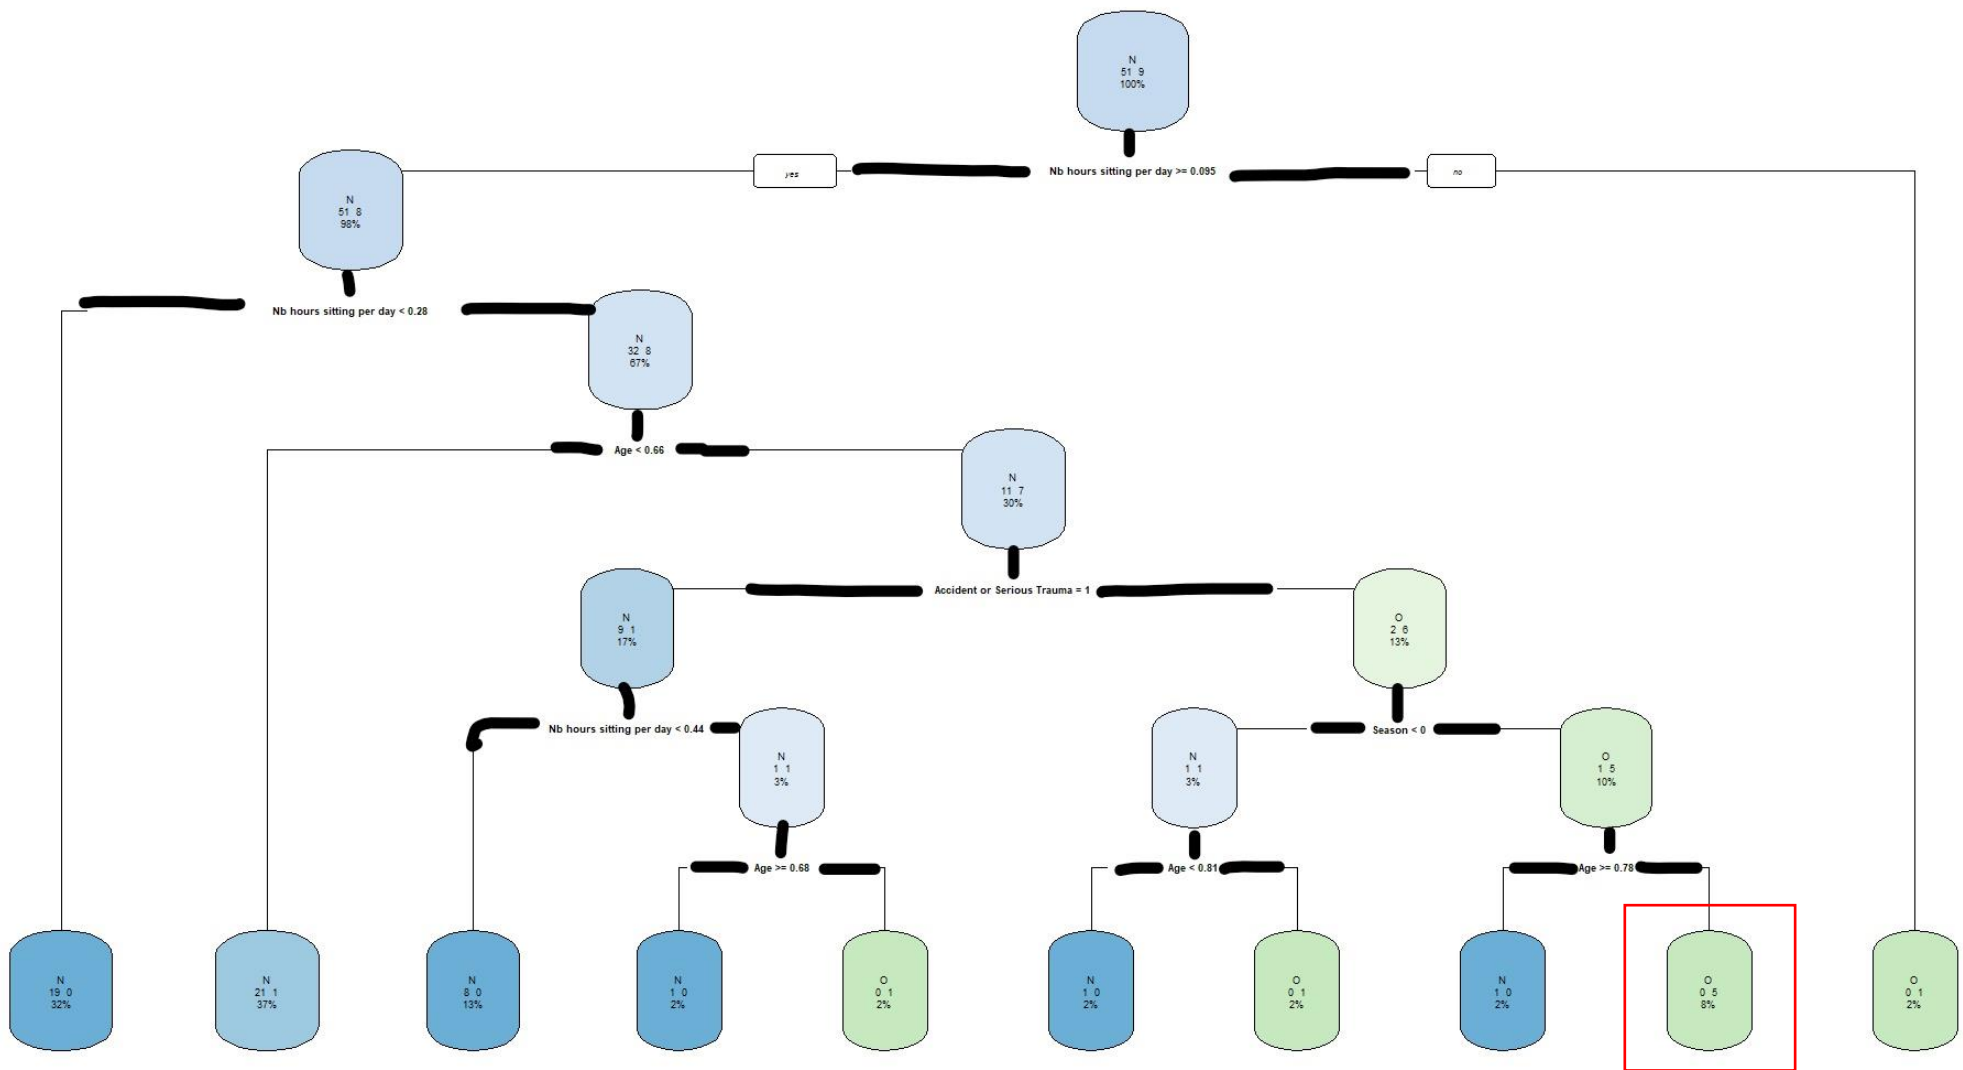 N
51 9
100%
yes
Nb hours sitting per day >= 0.095
no
N
51 8
98%
Nb hours sitting per day < 0.28
N
32 8
67%
Age < 0.66
N
11 7
30%
Accident or Serious Trauma = 1
N
9 1
17%
O
2 6
13%
Nb hours sitting per day < 0.44
N
1 1
3%
N
1 1
3%
Season < 0
O
1 5
10%
Age >= 0.68
Age < 0.81
Age >= 0.78
N
19 0
32%
N
21 1
37%
N
8 0
13%
N
1 0
2%
O
0 1
2%
N
1 0
2%
O
0 1
2%
N
1 0
2%
O
0 5
8%
O
0 1
2%